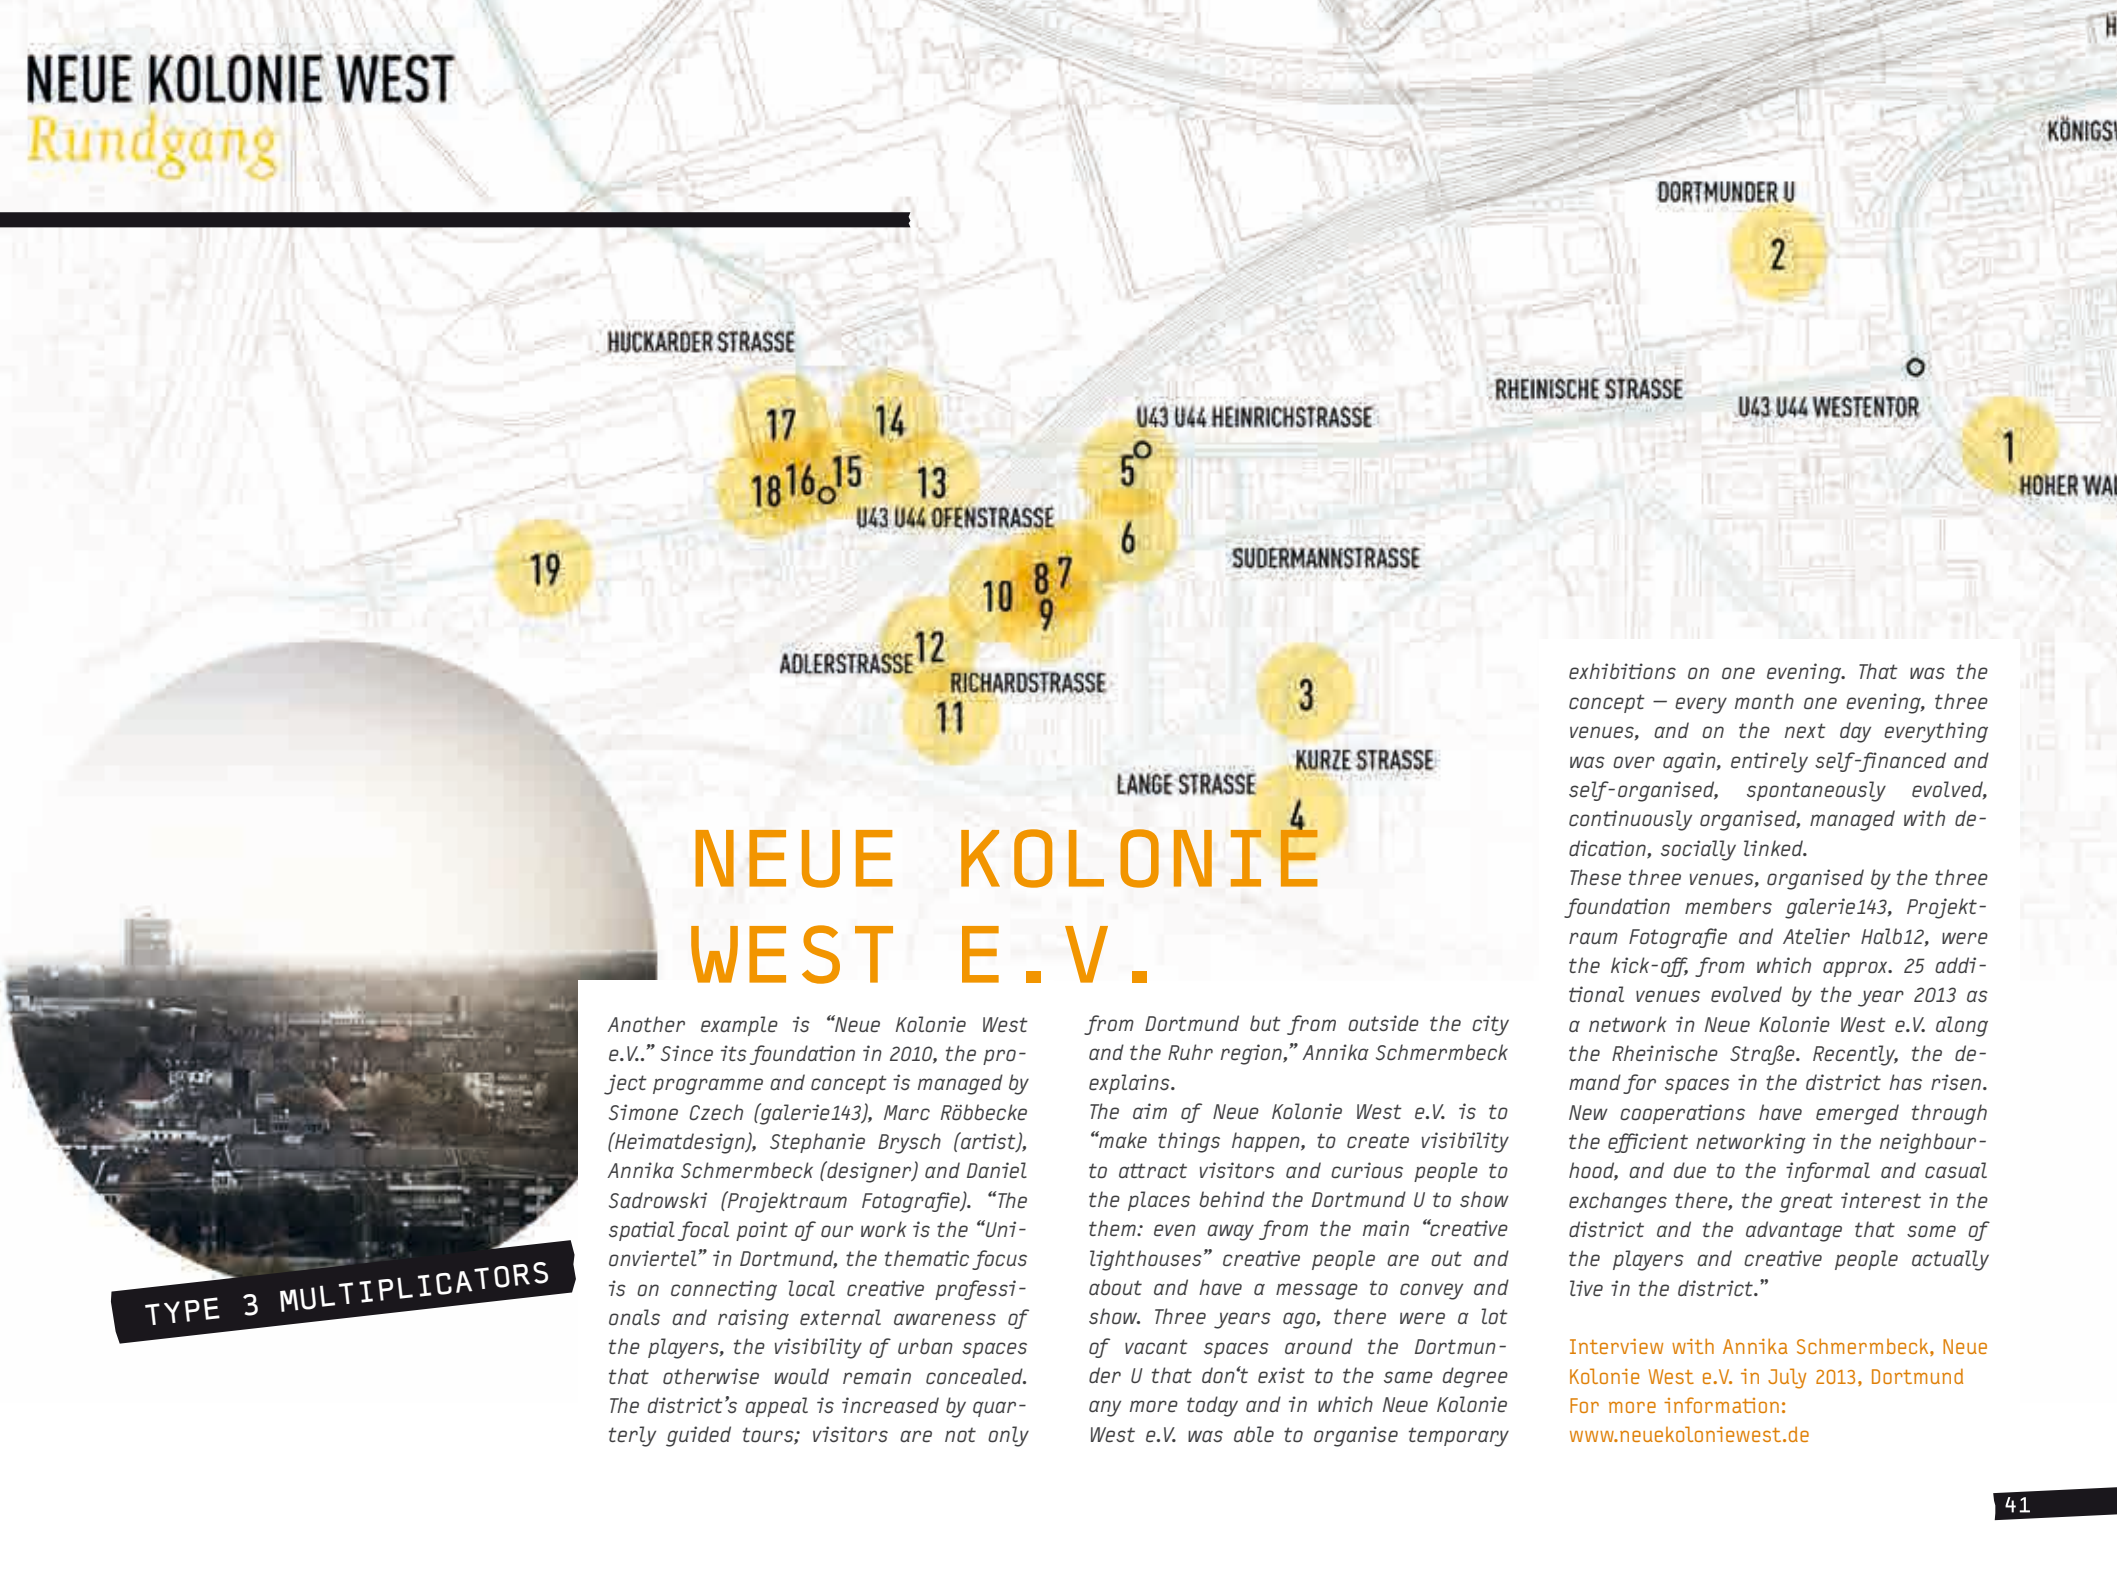 NEUE KOLONIE WEST
Rundgang
KÖNIGSW
DORTMUNDER U
2
HUCKARDER STRASSE
RHEINISCHE STRASSE
U43 U44 WESTENTOR
1
HOHER WAL
17
14
U43 U44 HEINRICHSTRASSE
5
18
16
15
13
U43 U44 OFENSTRASSE
6
19
SUDERMANNSTRASSE
10
8
7
9
12
ADLERSTRASSE
RICHARDSTRASSE
11
3
KURZE STRASSE
LANGE STRASSE
4
NEUE KOLONIE
WEST E.V.
TYPE 3 MULTIPLICATORS
Another example is “Neue Kolonie West
e.V..” Since its foundation in 2010, the pro-
ject programme and concept is managed by
Simone Czech (galerie143), Marc Röbbecke
(Heimatdesign), Stephanie Brysch (artist),
Annika Schmermbeck (designer) and Daniel
Sadrowski (Projektraum Fotografie). “The
spatial focal point of our work is the “Uni-
onviertel” in Dortmund, the thematic focus
is on connecting local creative professi-
onals and raising external awareness of
the players, the visibility of urban spaces
that otherwise would remain concealed.
The district’s appeal is increased by quar-
terly guided tours; visitors are not only
from Dortmund but from outside the city
and the Ruhr region,” Annika Schmermbeck
explains.
The aim of Neue Kolonie West e.V. is to
“make things happen, to create visibility
to attract visitors and curious people to
the places behind the Dortmund U to show
them: even away from the main “creative
lighthouses” creative people are out and
about and have a message to convey and
show. Three years ago, there were a lot
of vacant spaces around the Dortmun-
der U that don‘t exist to the same degree
any more today and in which Neue Kolonie
West e.V. was able to organise temporary
exhibitions on one evening. That was the
concept – every month one evening, three
venues, and on the next day everything
was over again, entirely self-financed and
self-organised, spontaneously evolved,
continuously organised, managed with de-
dication, socially linked.
These three venues, organised by the three
foundation members galerie143, Projekt-
raum Fotografie and Atelier Halb12, were
the kick-off, from which approx. 25 addi-
tional venues evolved by the year 2013 as
a network in Neue Kolonie West e.V. along
the Rheinische Straße. Recently, the de-
mand for spaces in the district has risen.
New cooperations have emerged through
the efficient networking in the neighbour-
hood, and due to the informal and casual
exchanges there, the great interest in the
district and the advantage that some of
the players and creative people actually
live in the district.”
Interview with Annika Schmermbeck, Neue
Kolonie West e.V. in July 2013, Dortmund
For more information:
www.neuekoloniewest.de
41